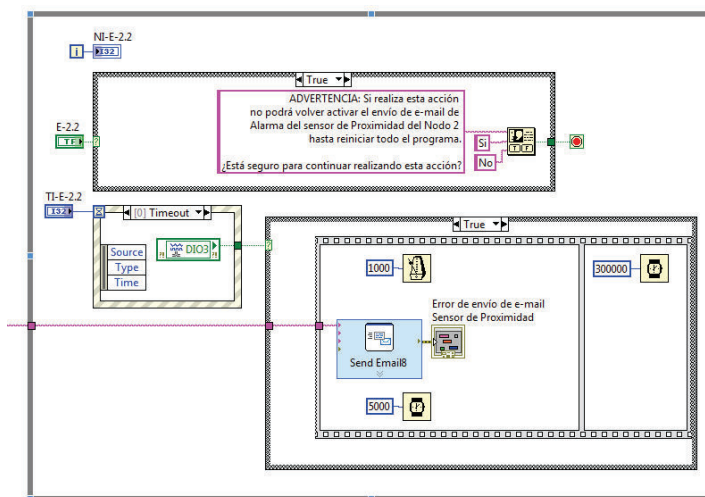 NI-E-2.2
i
I32
True
ADVERTENCIA: Si realiza esta acción
no podrá volver activar el envío de e-mail de
Alarma del sensor de Proximidad del Nodo 2
hasta reiniciar todo el programa.
¿Está seguro para continuar realizando esta acción?
Si
No
T F
E-2.2
TF
?
TI-E-2.2
I32
[0] Timeout
Source
Type
Time
DIO3
?
True
1000
300000
Error de envío de e-mail
Sensor de Proximidad
Send Email8
5000